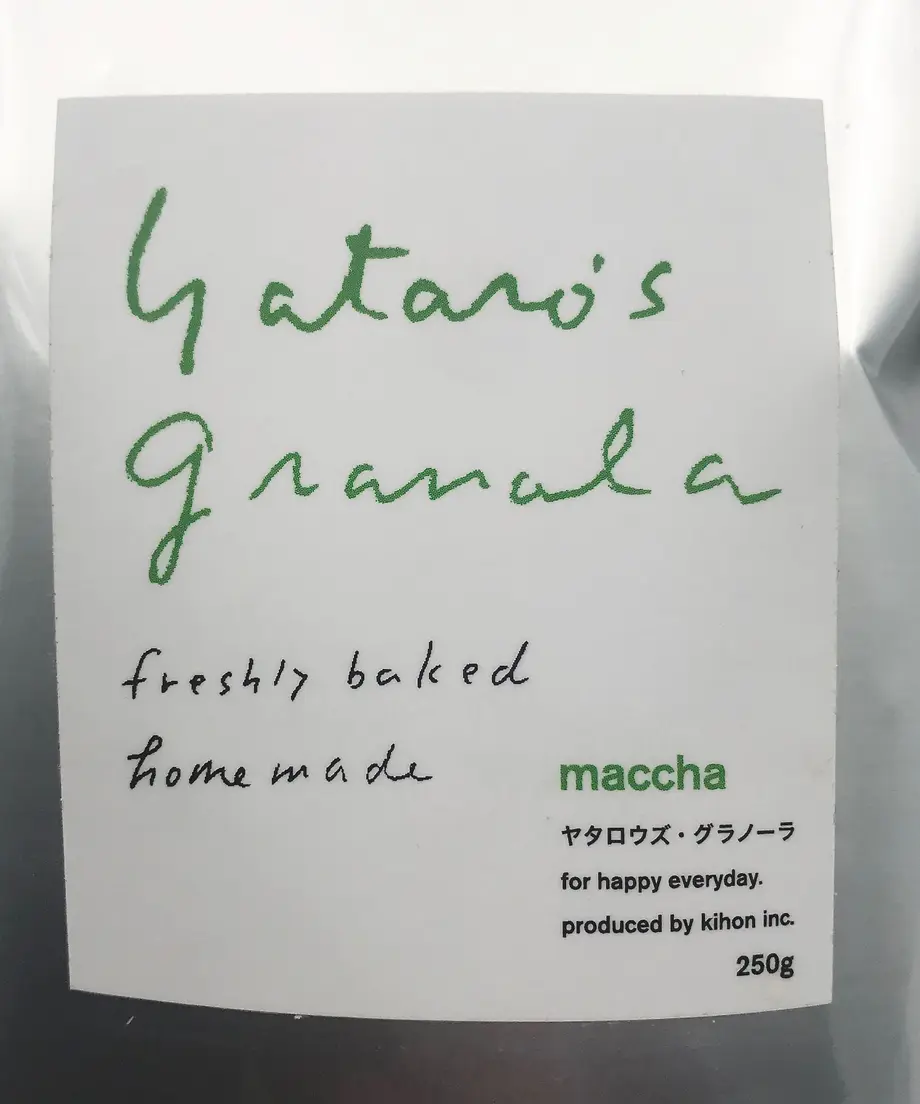 Yataro's
granola
freshly baked
homemade
maccha
ヤタロウズ・グラノーラ
for happy everyday.
produced by kihon inc.
250g